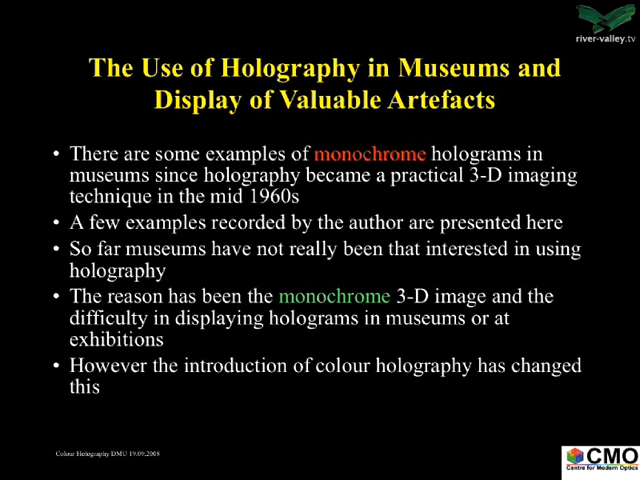 river-valley.tv
The Use of Holography in Museums and
Display of Valuable Artefacts
• There are some examples of monochrome holograms in
museums since holography became a practical 3-D imaging
technique in the mid 1960s
• A few examples recorded by the author are presented here
• So far museums have not really been that interested in using
holography
• The reason has been the monochrome 3-D image and the
difficulty in displaying holograms in museums or at
exhibitions
• However the introduction of colour holography has changed
this
Colour Holography DMU 19.09.2008
CMO
Centre for Modern Optics